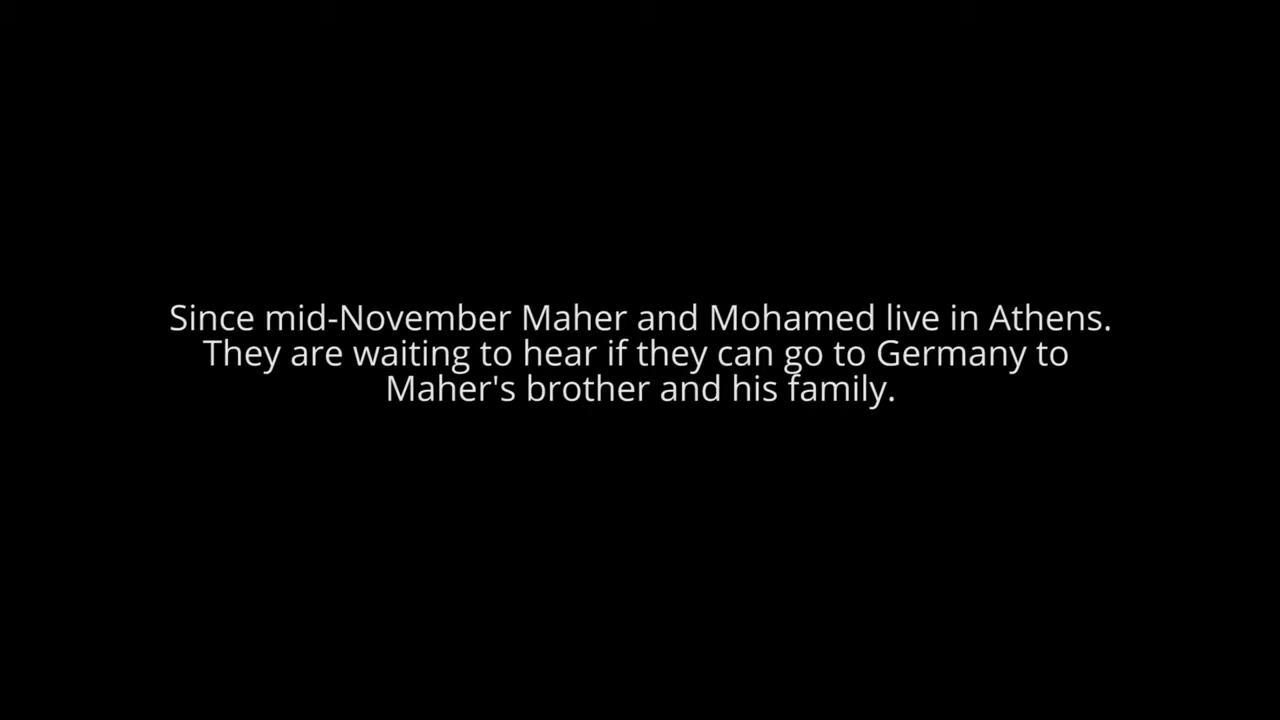 Since mid-November Maher and Mohamed live in Athens.
They are waiting to hear if they can go to Germany to
Maher's brother and his family.